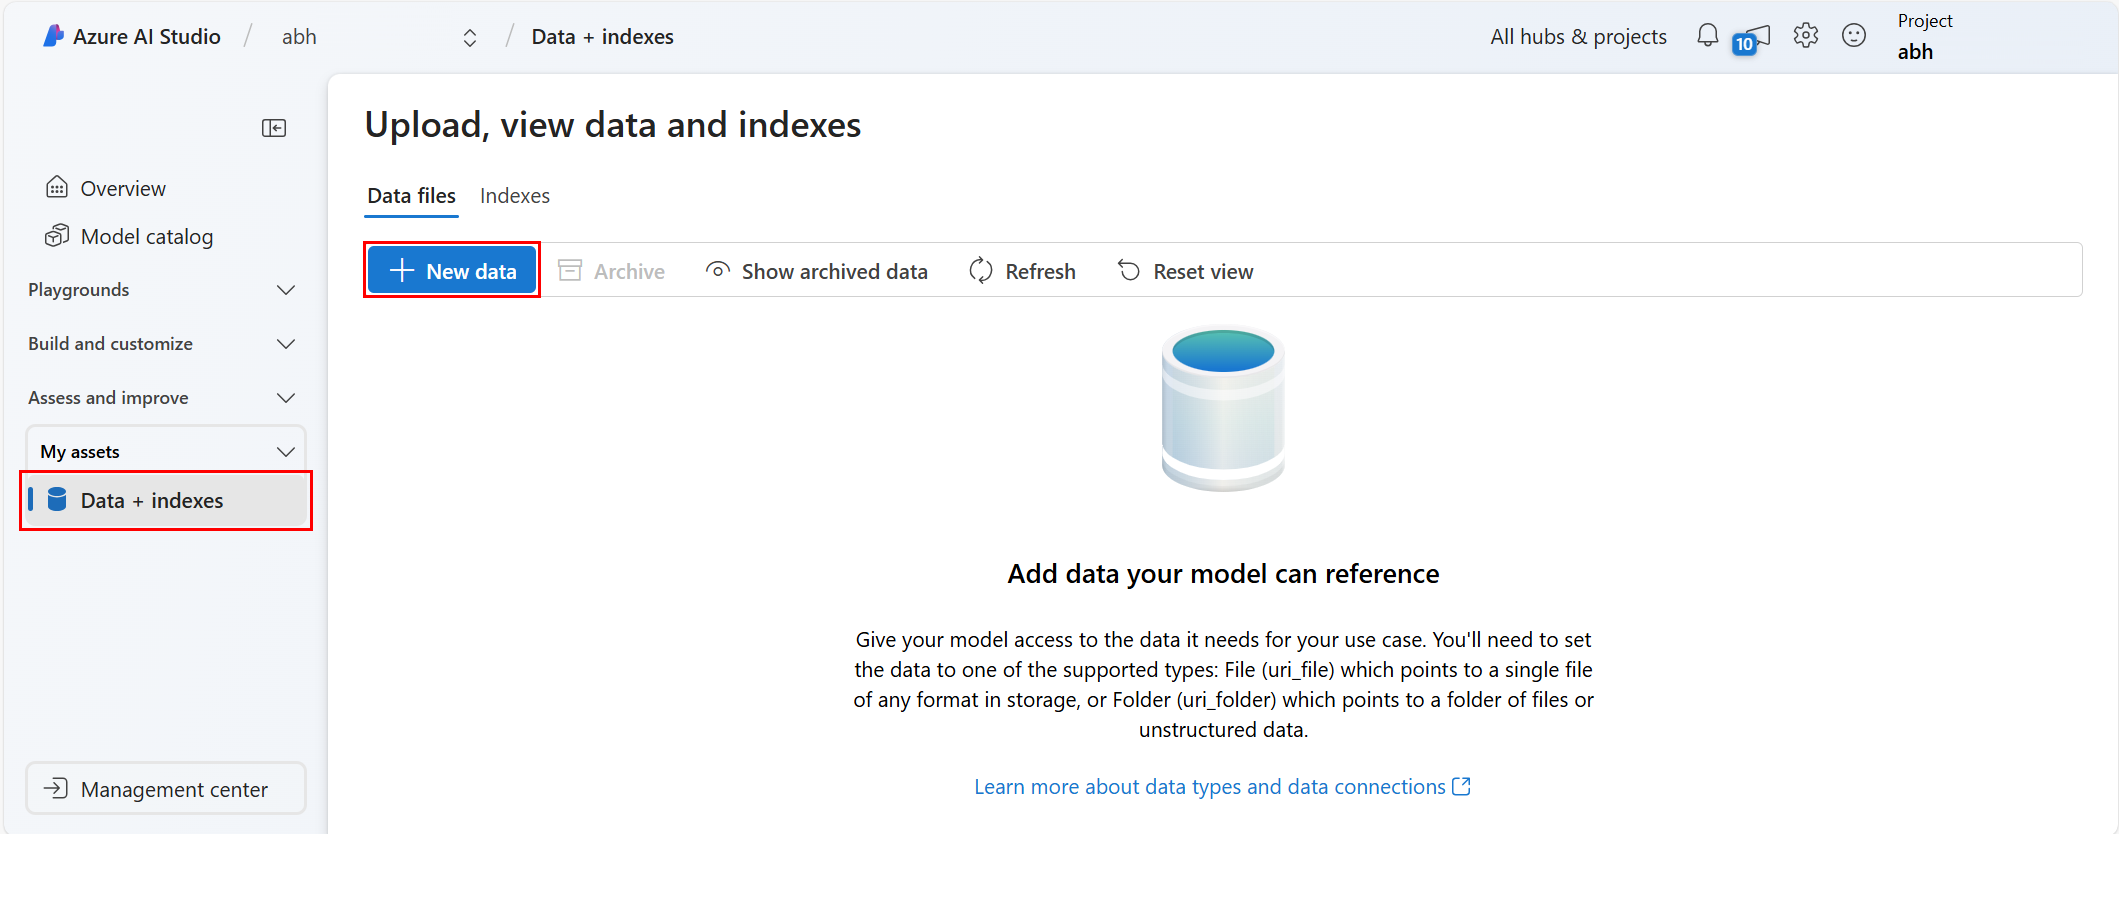 Azure AI Studio / abh / Data + indexes
All hubs & projects
10
Project
abh
Overview
Model catalog
Playgrounds
Build and customize
Assess and improve
My assets
Data + indexes
Management center
Upload, view data and indexes
Data files Indexes
New data Archive Show archived data Refresh Reset view
Add data your model can reference
Give your model access to the data it needs for your use case. You'll need to set
the data to one of the supported types: File (uri_file) which points to a single file
of any format in storage, or Folder (uri_folder) which points to a folder of files or
unstructured data.
Learn more about data types and data connections